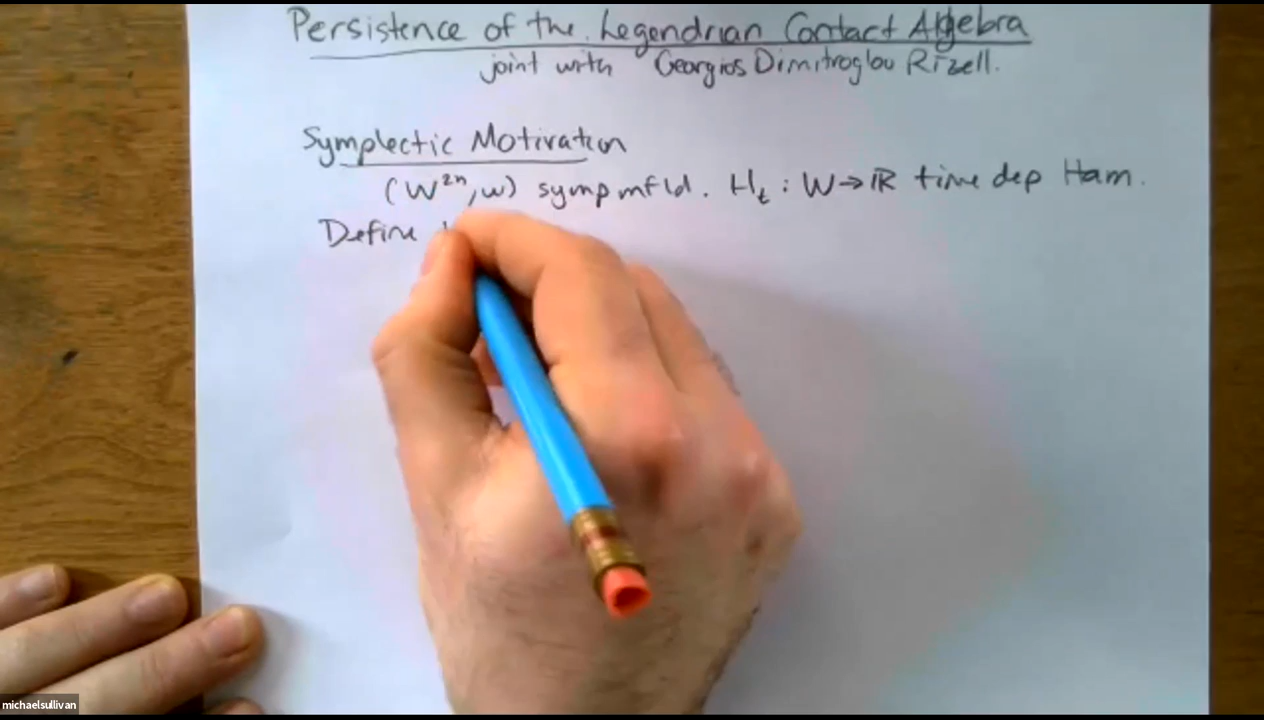 Persistence of the Legendrian Contact Algebra
joint with Georgios Dimitroglou Rizell.
Symplectic Motivation
(W²ⁿ, ω) symp mfld. Hₜ : W → ℝ time dep Ham.
Define
michaelsullivan